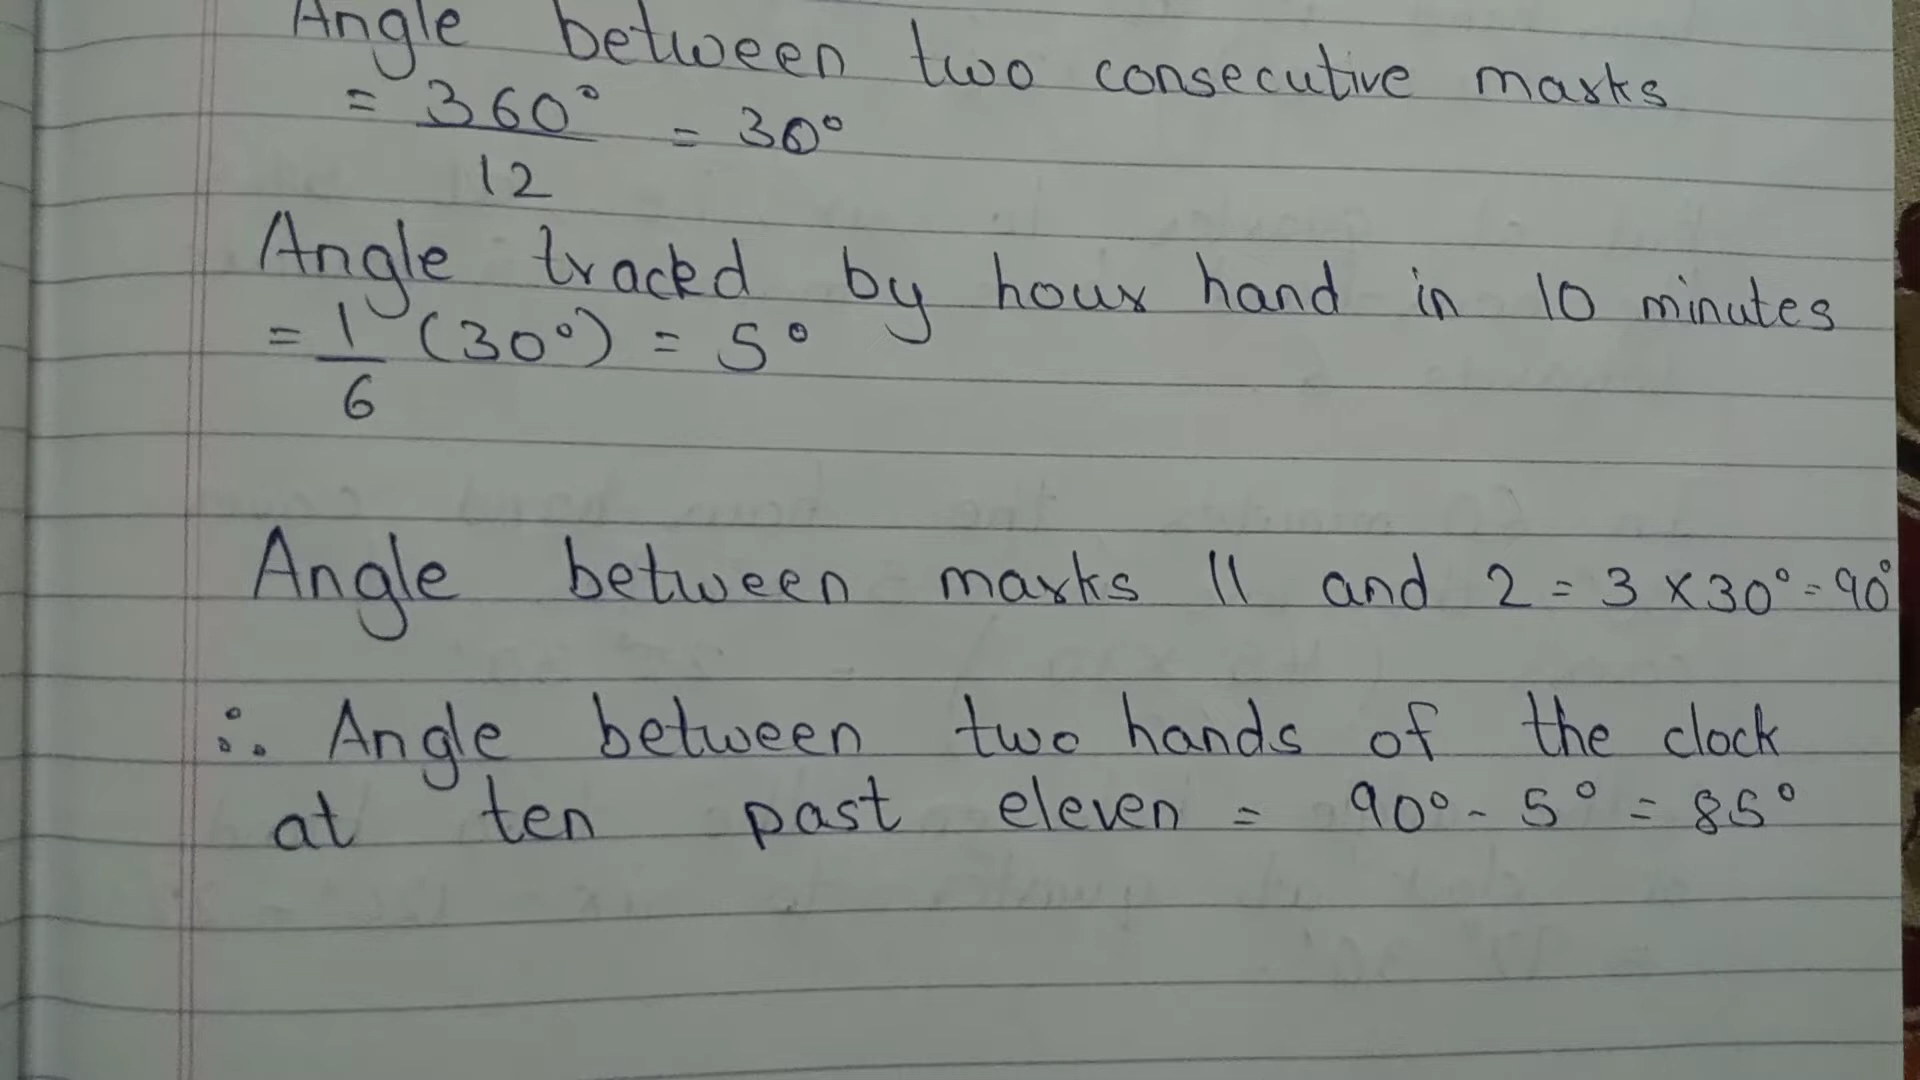 Angle between two consecutive marks
= 360° / 12 = 30°
Angle traced by hour hand in 10 minutes
= 1/6 (30°) = 5°
Angle between marks 11 and 2 = 3 × 30° = 90°
∴ Angle between two hands of the clock
at ten past eleven = 90° - 5° = 85°